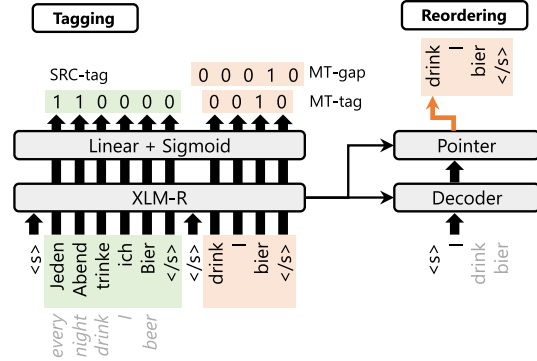 Tagging
Reordering
SRC-tag
0 0 0 1 0 MT-gap
1 1 0 0 0 0
0 0 1 0 MT-tag
drink I bier </s>
Linear + Sigmoid
Pointer
XLM-R
Decoder
<s> Jeden Abend trinke ich Bier </s> </s> drink I bier </s>
<s> I drink bier
every night drink I beer